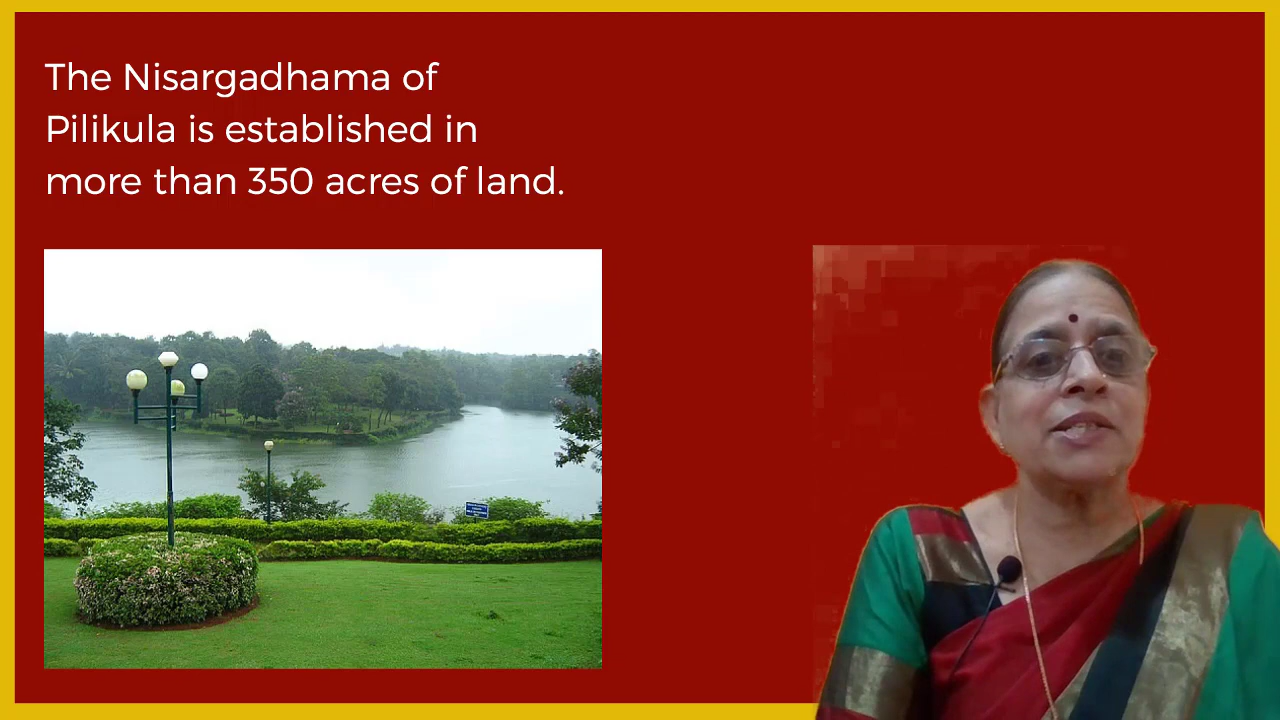 The Nisargadhama of
Pilikula is established in
more than 350 acres of land.